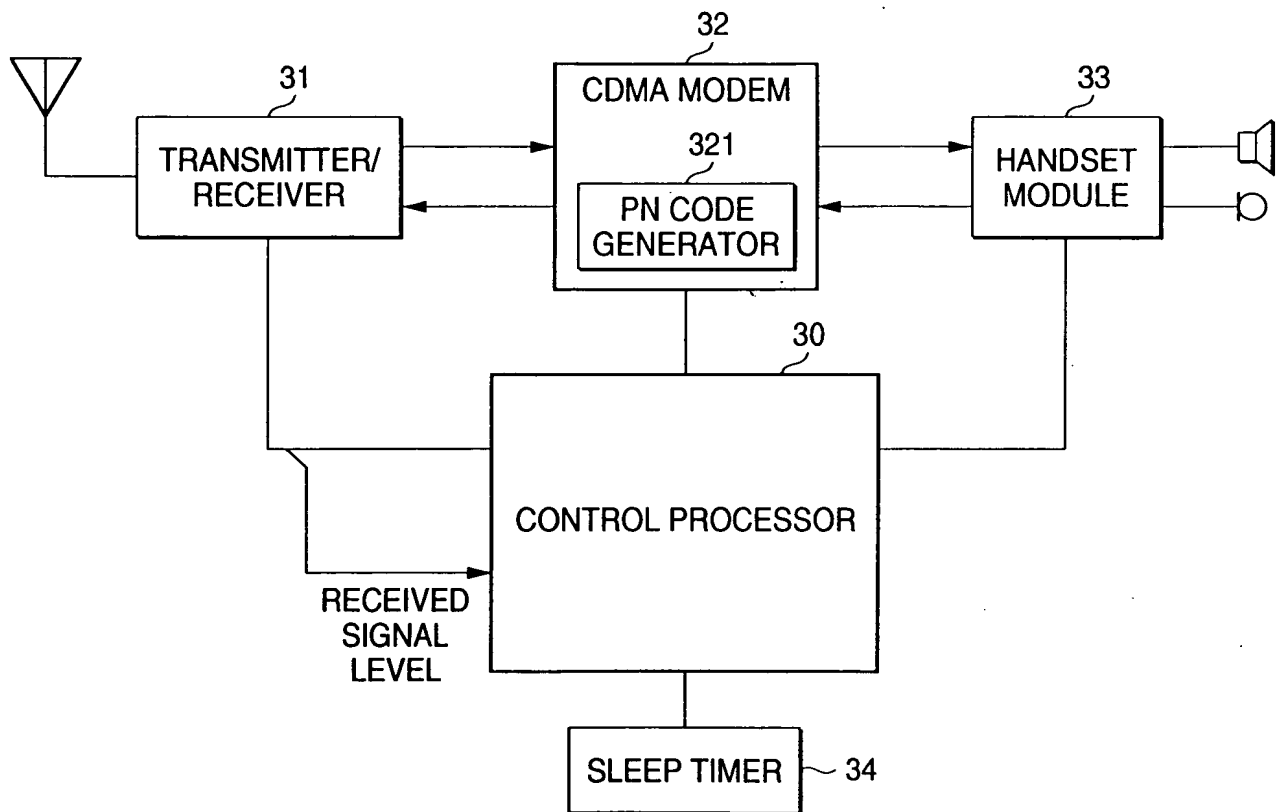 32
31
CDMA MODEM
33
321
TRANSMITTER/
RECEIVER
PN CODE
GENERATOR
HANDSET
MODULE
30
CONTROL PROCESSOR
RECEIVED
SIGNAL
LEVEL
SLEEP TIMER
34